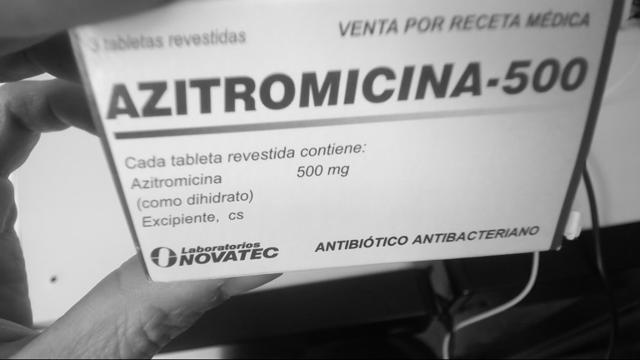 3 tabletas revestidas
VENTA POR RECETA MÉDICA
AZITROMICINA-500
Cada tableta revestida contiene:
Azitromicina 500 mg
(como dihidrato)
Excipiente, cs
Laboratorios
NOVATEC
ANTIBIÓTICO ANTIBACTERIANO